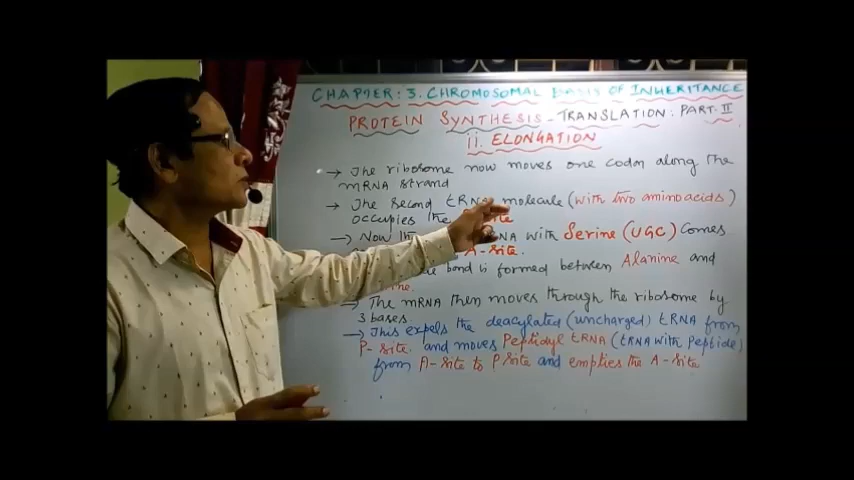 CHAPTER: 3. CHROMOSOMAL BASIS OF INHERITANCE
PROTEIN SYNTHESIS - TRANSLATION. PART-II
ii. ELONGATION
→ The ribosome now moves one codon along the
mRNA strand
→ The second tRNA molecule (with two aminoacids)
occupies the
→ Now th with Serine (UGC) Comes
A-site.
bond is formed between Alanine and
→ The mRNA then moves through the ribosome by
3 bases.
→ This expels the deacylated (uncharged) tRNA from
P-site. and moves Peptidyl tRNA (tRNA with Peptide)
from A-site to P site and empties the A-site